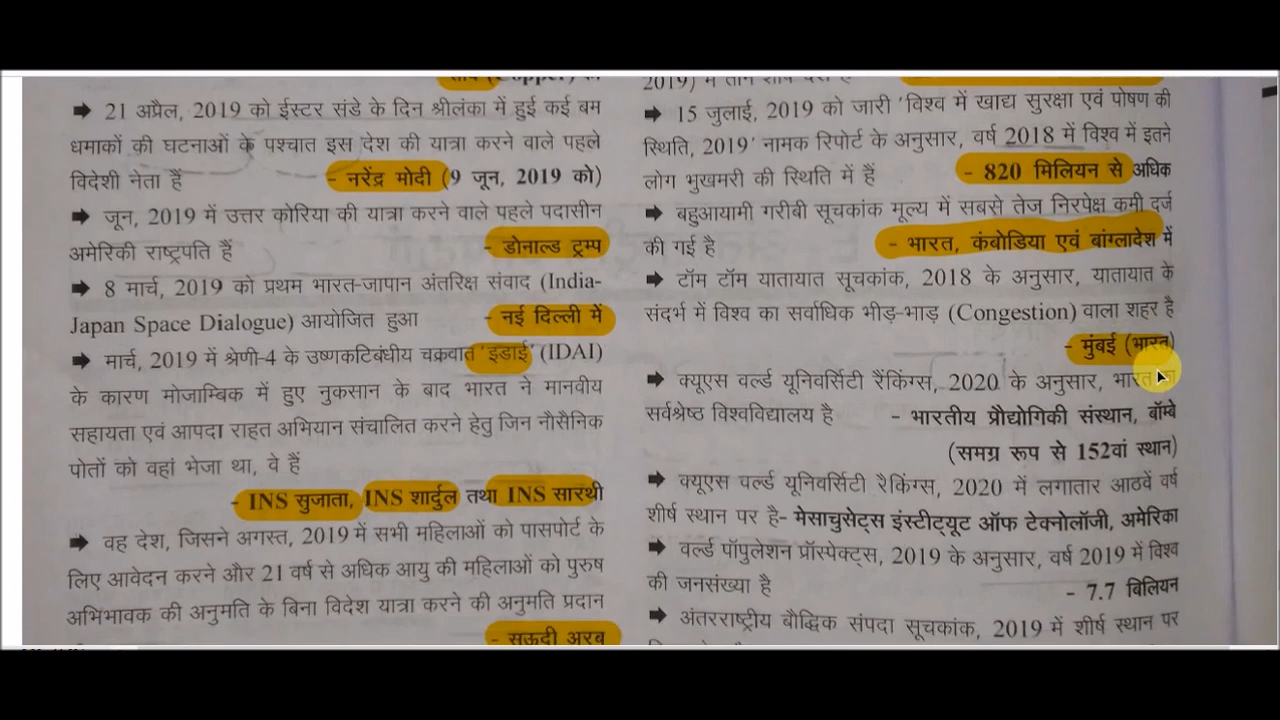 (Copper)
➡ 21 अप्रैल, 2019 को ईस्टर संडे के दिन श्रीलंका में हुई कई बम
धमाकों की घटनाओं के पश्चात इस देश की यात्रा करने वाले पहले
विदेशी नेता हैं - नरेंद्र मोदी (9 जून, 2019 को)
➡ जून, 2019 में उत्तर कोरिया की यात्रा करने वाले पहले पदासीन
अमेरिकी राष्ट्रपति हैं - डोनाल्ड ट्रम्प
➡ 8 मार्च, 2019 को प्रथम भारत-जापान अंतरिक्ष संवाद (India-
Japan Space Dialogue) आयोजित हुआ - नई दिल्ली में
➡ मार्च, 2019 में श्रेणी-4 के उष्णकटिबंधीय चक्रवात 'इडाई' (IDAI)
के कारण मोजाम्बिक में हुए नुकसान के बाद भारत ने मानवीय
सहायता एवं आपदा राहत अभियान संचालित करने हेतु जिन नौसैनिक
पोतों को वहां भेजा था, वे हैं
- INS सुजाता, INS शार्दुल तथा INS सारथी
➡ वह देश, जिसने अगस्त, 2019 में सभी महिलाओं को पासपोर्ट के
लिए आवेदन करने और 21 वर्ष से अधिक आयु की महिलाओं को पुरुष
अभिभावक की अनुमति के बिना विदेश यात्रा करने की अनुमति प्रदान
- सऊदी अरब
2019) में तीन शीर्ष देश हैं
➡ 15 जुलाई, 2019 को जारी 'विश्व में खाद्य सुरक्षा एवं पोषण की
स्थिति, 2019' नामक रिपोर्ट के अनुसार, वर्ष 2018 में विश्व में इतने
लोग भुखमरी की स्थिति में हैं - 820 मिलियन से अधिक
➡ बहुआयामी गरीबी सूचकांक मूल्य में सबसे तेज निरपेक्ष कमी दर्ज
की गई है - भारत, कंबोडिया एवं बांग्लादेश में
➡ टॉम टॉम यातायात सूचकांक, 2018 के अनुसार, यातायात के
संदर्भ में विश्व का सर्वाधिक भीड़-भाड़ (Congestion) वाला शहर है
- मुंबई (भारत)
➡ क्यूएस वर्ल्ड यूनिवर्सिटी रैंकिंग्स, 2020 के अनुसार, भारत का
सर्वश्रेष्ठ विश्वविद्यालय है - भारतीय प्रौद्योगिकी संस्थान, बॉम्बे
(समग्र रूप से 152वां स्थान)
➡ क्यूएस वर्ल्ड यूनिवर्सिटी रैंकिंग्स, 2020 में लगातार आठवें वर्ष
शीर्ष स्थान पर है- मेसाचुसेट्स इंस्टीट्यूट ऑफ टेक्नोलॉजी, अमेरिका
➡ वर्ल्ड पॉपुलेशन प्रॉस्पेक्ट्स, 2019 के अनुसार, वर्ष 2019 में विश्व
की जनसंख्या है - 7.7 बिलियन
➡ अंतरराष्ट्रीय बौद्धिक संपदा सूचकांक, 2019 में शीर्ष स्थान पर